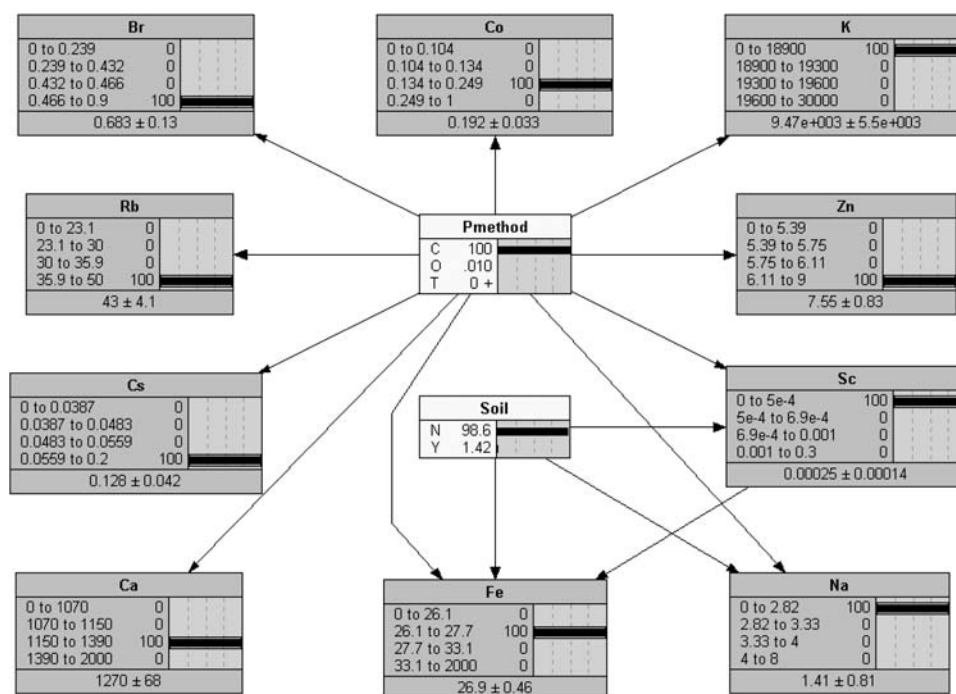 Br
0 to 0.239 0
0.239 to 0.432 0
0.432 to 0.466 0
0.466 to 0.9 100
0.683 ± 0.13
Co
0 to 0.104 0
0.104 to 0.134 0
0.134 to 0.249 100
0.249 to 1 0
0.192 ± 0.033
K
0 to 18900 100
18900 to 19300 0
19300 to 19600 0
19600 to 30000 0
9.47e+003 ± 5.5e+003
Rb
0 to 23.1 0
23.1 to 30 0
30 to 35.9 0
35.9 to 50 100
43 ± 4.1
Pmethod
C 100
O .010
T 0 +
Zn
0 to 5.39 0
5.39 to 5.75 0
5.75 to 6.11 0
6.11 to 9 100
7.55 ± 0.83
Cs
0 to 0.0387 0
0.0387 to 0.0483 0
0.0483 to 0.0559 0
0.0559 to 0.2 100
0.128 ± 0.042
Soil
N 98.6
Y 1.42
Sc
0 to 5e-4 100
5e-4 to 6.9e-4 0
6.9e-4 to 0.001 0
0.001 to 0.3 0
0.00025 ± 0.00014
Ca
0 to 1070 0
1070 to 1150 0
1150 to 1390 100
1390 to 2000 0
1270 ± 68
Fe
0 to 26.1 0
26.1 to 27.7 100
27.7 to 33.1 0
33.1 to 2000 0
26.9 ± 0.46
Na
0 to 2.82 100
2.82 to 3.33 0
3.33 to 4 0
4 to 8 0
1.41 ± 0.81